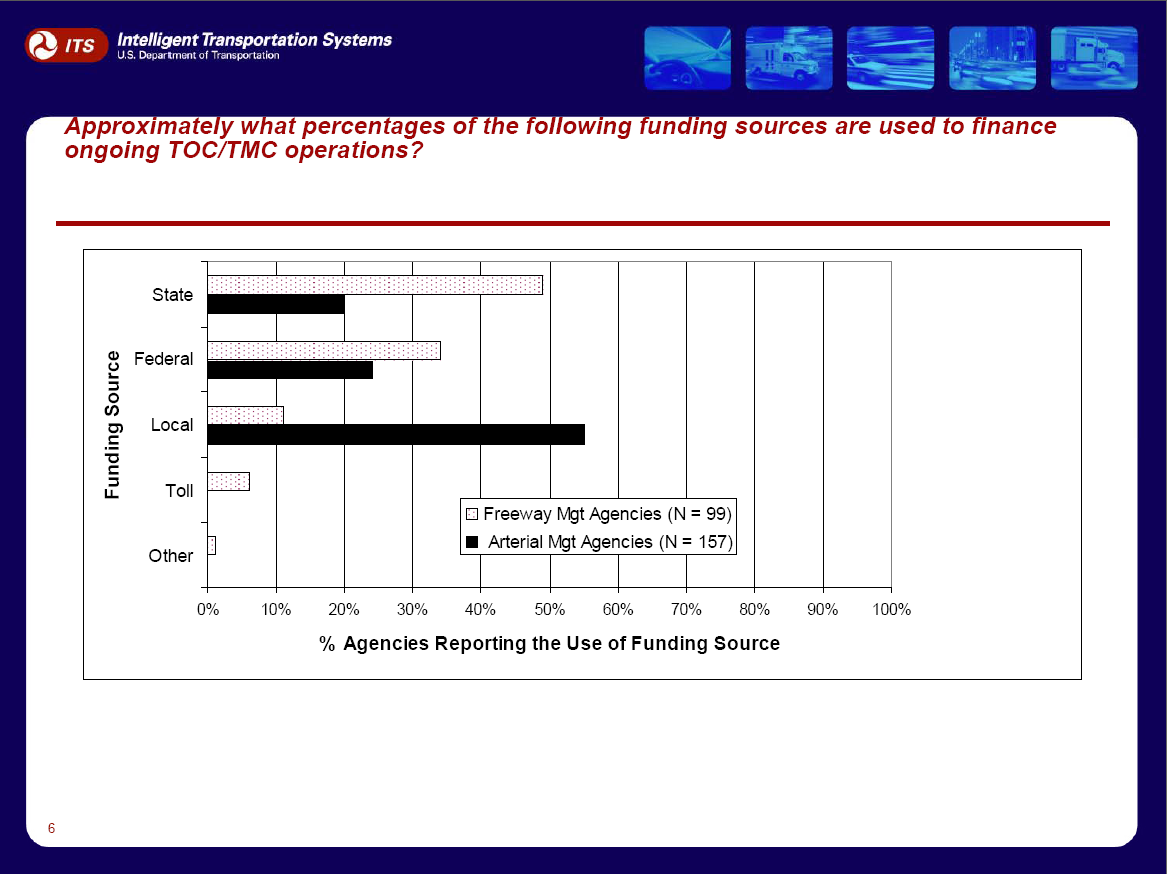 ITS
Intelligent Transportation Systems
U.S. Department of Transportation
Approximately what percentages of the following funding sources are used to finance
ongoing TOC/TMC operations?
Funding Source
State
Federal
Local
Toll
Other
Freeway Mgt Agencies (N = 99)
Arterial Mgt Agencies (N = 157)
0% 10% 20% 30% 40% 50% 60% 70% 80% 90% 100%
% Agencies Reporting the Use of Funding Source
6